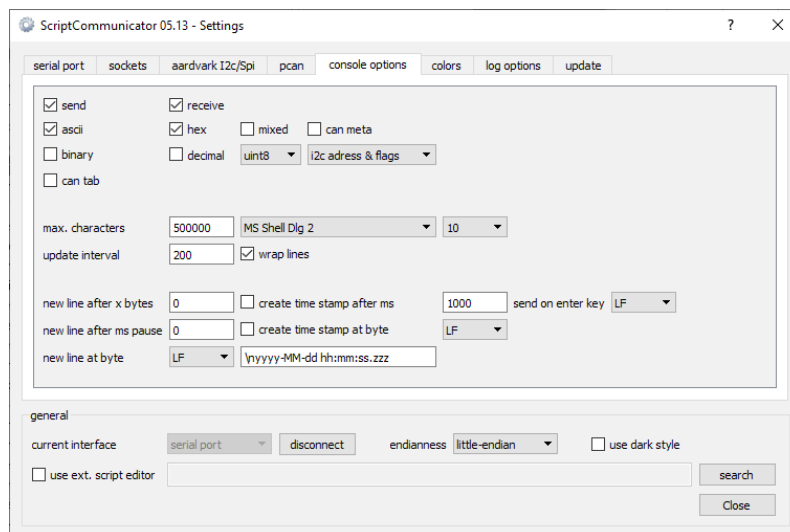 ScriptCommunicator 05.13 - Settings ?
serial port sockets aardvark I2c/Spi pcan console options colors log options update
send receive
ascii hex mixed can meta
binary decimal uint8 i2c adress & flags
can tab
max. characters 500000 MS Shell Dlg 2 10
update interval 200 wrap lines
new line after x bytes 0 create time stamp after ms 1000 send on enter key LF
new line after ms pause 0 create time stamp at byte LF
new line at byte LF \nyyyy-MM-dd hh:mm:ss.zzz
general
current interface serial port disconnect endianness little-endian use dark style
use ext. script editor search
Close